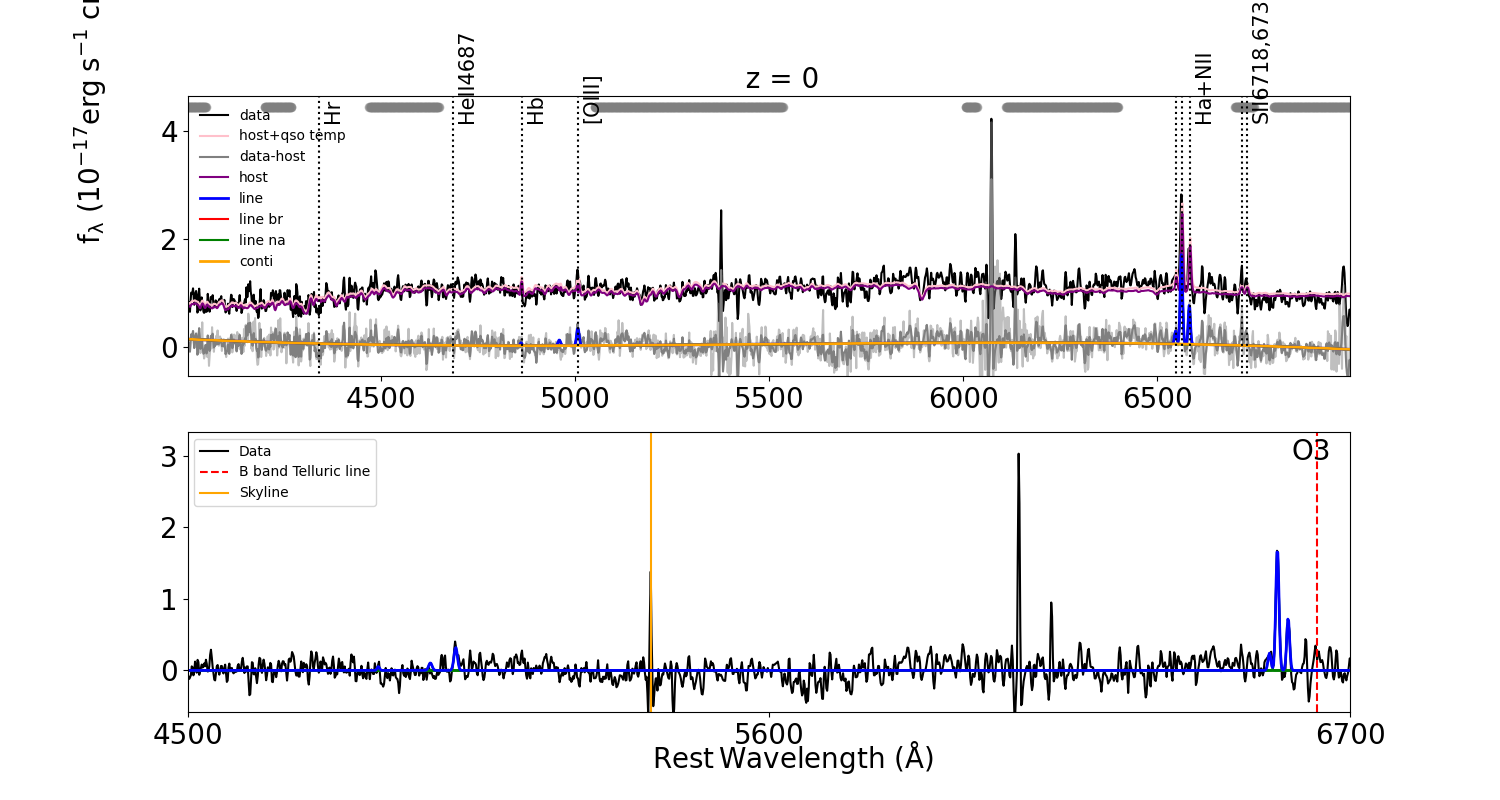 z = 0
f_λ (10^−17 erg s^−1
Hr
HeII4687
Hb
[OIII]
Ha+NII
SII6718,673
data
host+qso temp
data-host
host
line
line br
line na
conti
4
2
0
4500
5000
5500
6000
6500
O3
Data
B band Telluric line
Skyline
3
2
1
0
4500
5600
6700
Rest Wavelength (Å)